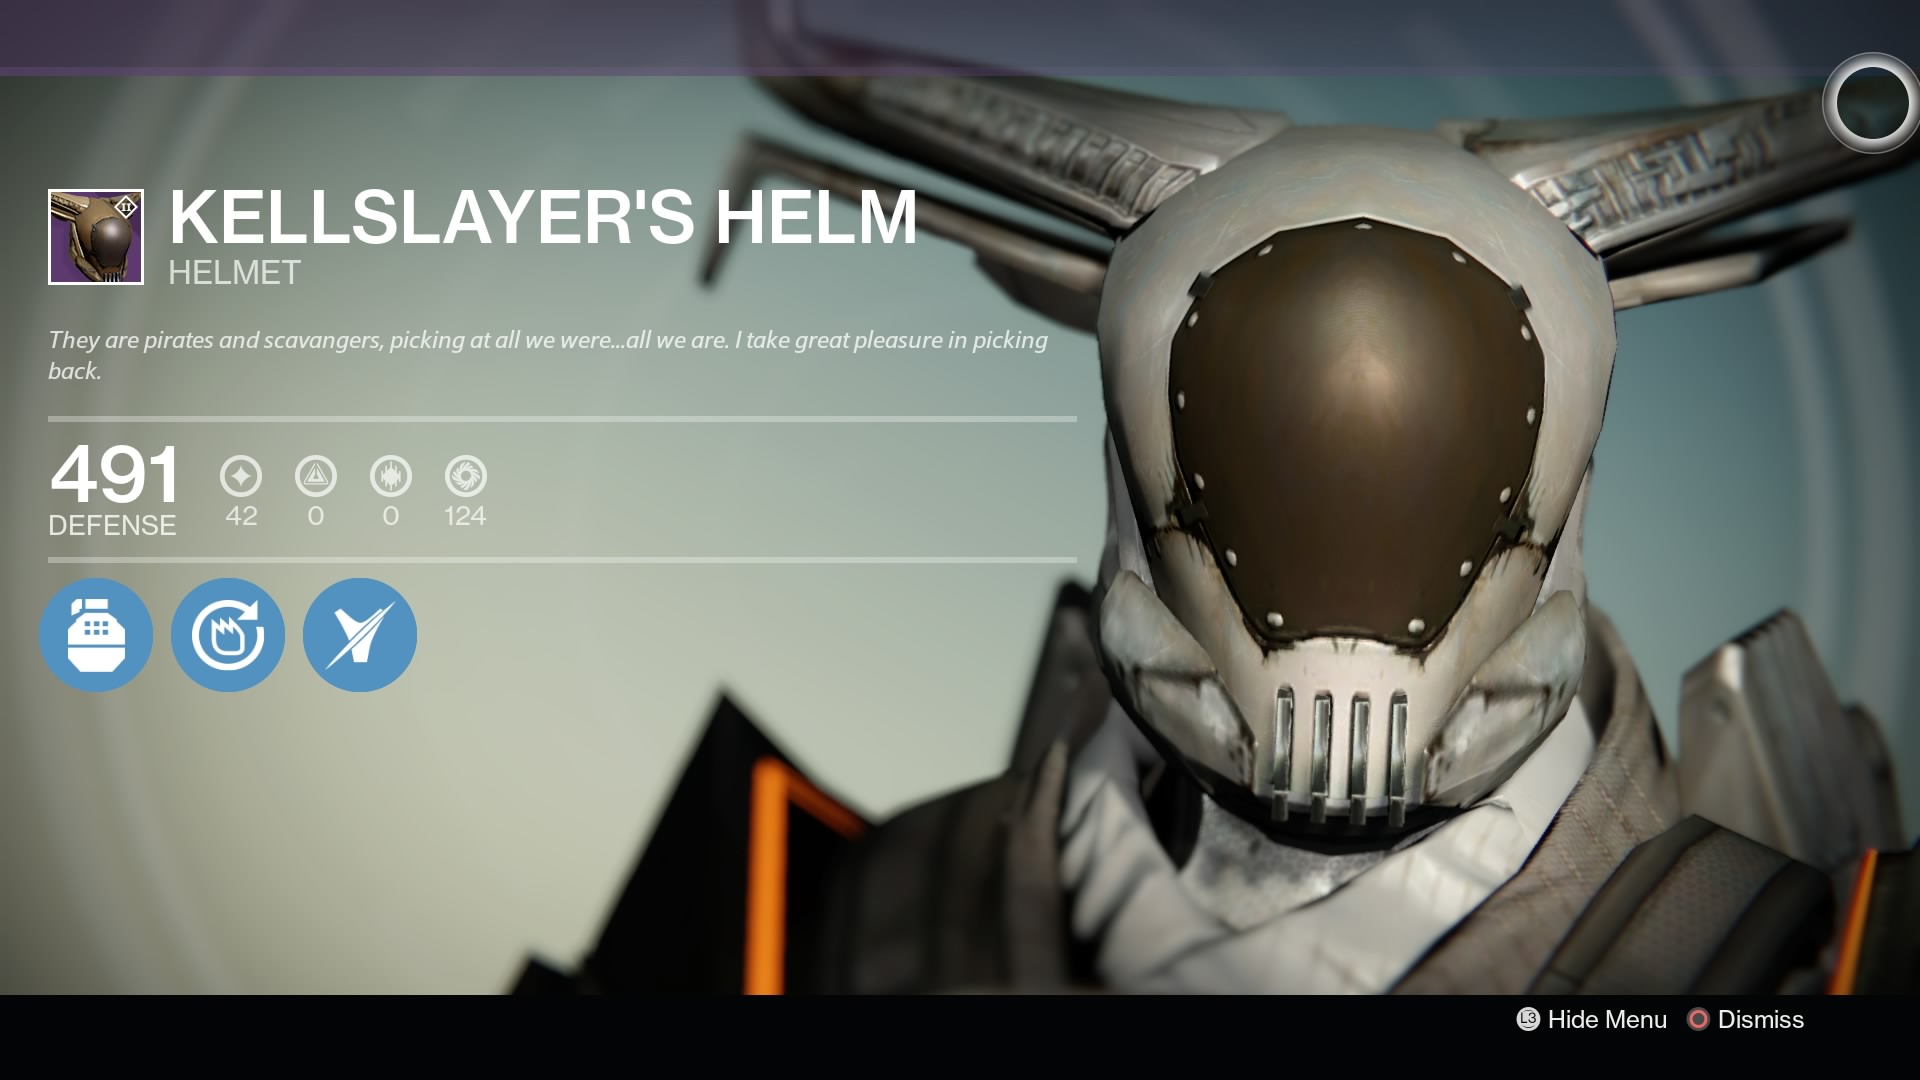 KELLSLAYER'S HELM
HELMET
They are pirates and scavangers, picking at all we were...all we are. I take great pleasure in picking
back.
491
DEFENSE
42 0 0 124
L3 Hide Menu Dismiss